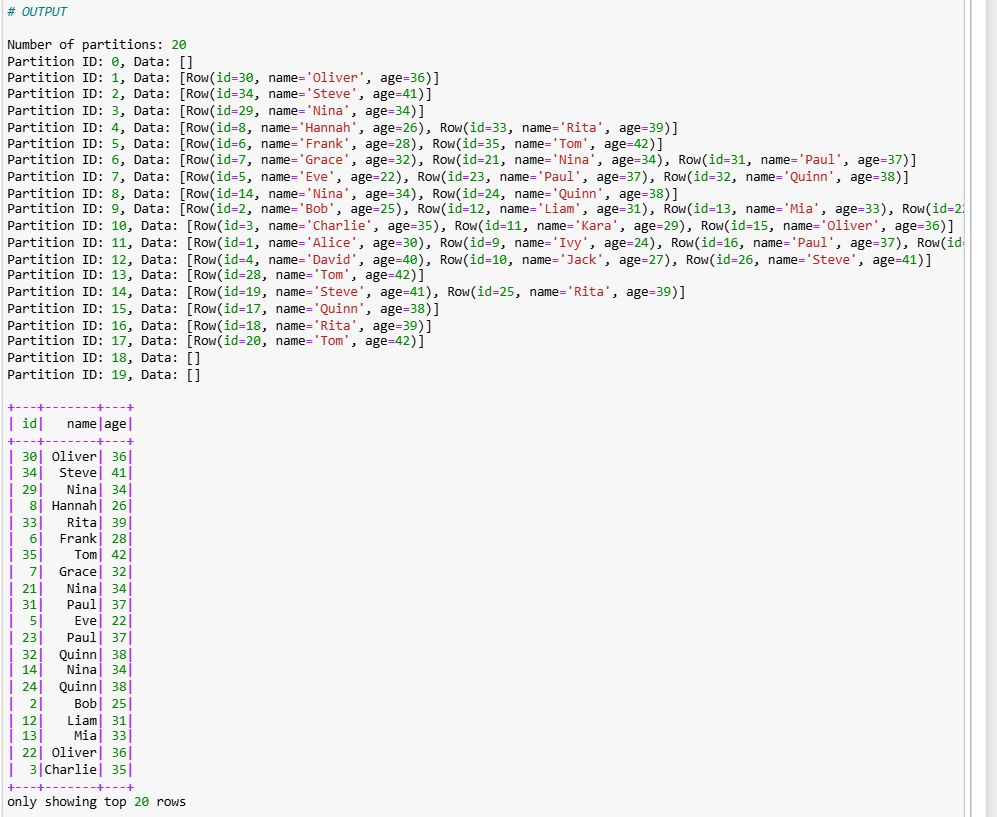 # OUTPUT
Number of partitions: 20
Partition ID: 0, Data: []
Partition ID: 1, Data: [Row(id=30, name='Oliver', age=36)]
Partition ID: 2, Data: [Row(id=34, name='Steve', age=41)]
Partition ID: 3, Data: [Row(id=29, name='Nina', age=34)]
Partition ID: 4, Data: [Row(id=8, name='Hannah', age=26), Row(id=33, name='Rita', age=39)]
Partition ID: 5, Data: [Row(id=6, name='Frank', age=28), Row(id=35, name='Tom', age=42)]
Partition ID: 6, Data: [Row(id=7, name='Grace', age=32), Row(id=21, name='Nina', age=34), Row(id=31, name='Paul', age=37)]
Partition ID: 7, Data: [Row(id=5, name='Eve', age=22), Row(id=23, name='Paul', age=37), Row(id=32, name='Quinn', age=38)]
Partition ID: 8, Data: [Row(id=14, name='Nina', age=34), Row(id=24, name='Quinn', age=38)]
Partition ID: 9, Data: [Row(id=2, name='Bob', age=25), Row(id=12, name='Liam', age=31), Row(id=13, name='Mia', age=33), Row(id=2
Partition ID: 10, Data: [Row(id=3, name='Charlie', age=35), Row(id=11, name='Kara', age=29), Row(id=15, name='Oliver', age=36)]
Partition ID: 11, Data: [Row(id=1, name='Alice', age=30), Row(id=9, name='Ivy', age=24), Row(id=16, name='Paul', age=37), Row(id=
Partition ID: 12, Data: [Row(id=4, name='David', age=40), Row(id=10, name='Jack', age=27), Row(id=26, name='Steve', age=41)]
Partition ID: 13, Data: [Row(id=28, name='Tom', age=42)]
Partition ID: 14, Data: [Row(id=19, name='Steve', age=41), Row(id=25, name='Rita', age=39)]
Partition ID: 15, Data: [Row(id=17, name='Quinn', age=38)]
Partition ID: 16, Data: [Row(id=18, name='Rita', age=39)]
Partition ID: 17, Data: [Row(id=20, name='Tom', age=42)]
Partition ID: 18, Data: []
Partition ID: 19, Data: []
+---+-------+---+
| id|   name|age|
+---+-------+---+
| 30| Oliver| 36|
| 34|  Steve| 41|
| 29|   Nina| 34|
|  8| Hannah| 26|
| 33|   Rita| 39|
|  6|  Frank| 28|
| 35|    Tom| 42|
|  7|  Grace| 32|
| 21|   Nina| 34|
| 31|   Paul| 37|
|  5|    Eve| 22|
| 23|   Paul| 37|
| 32|  Quinn| 38|
| 14|   Nina| 34|
| 24|  Quinn| 38|
|  2|    Bob| 25|
| 12|   Liam| 31|
| 13|    Mia| 33|
| 22| Oliver| 36|
|  3|Charlie| 35|
+---+-------+---+
only showing top 20 rows